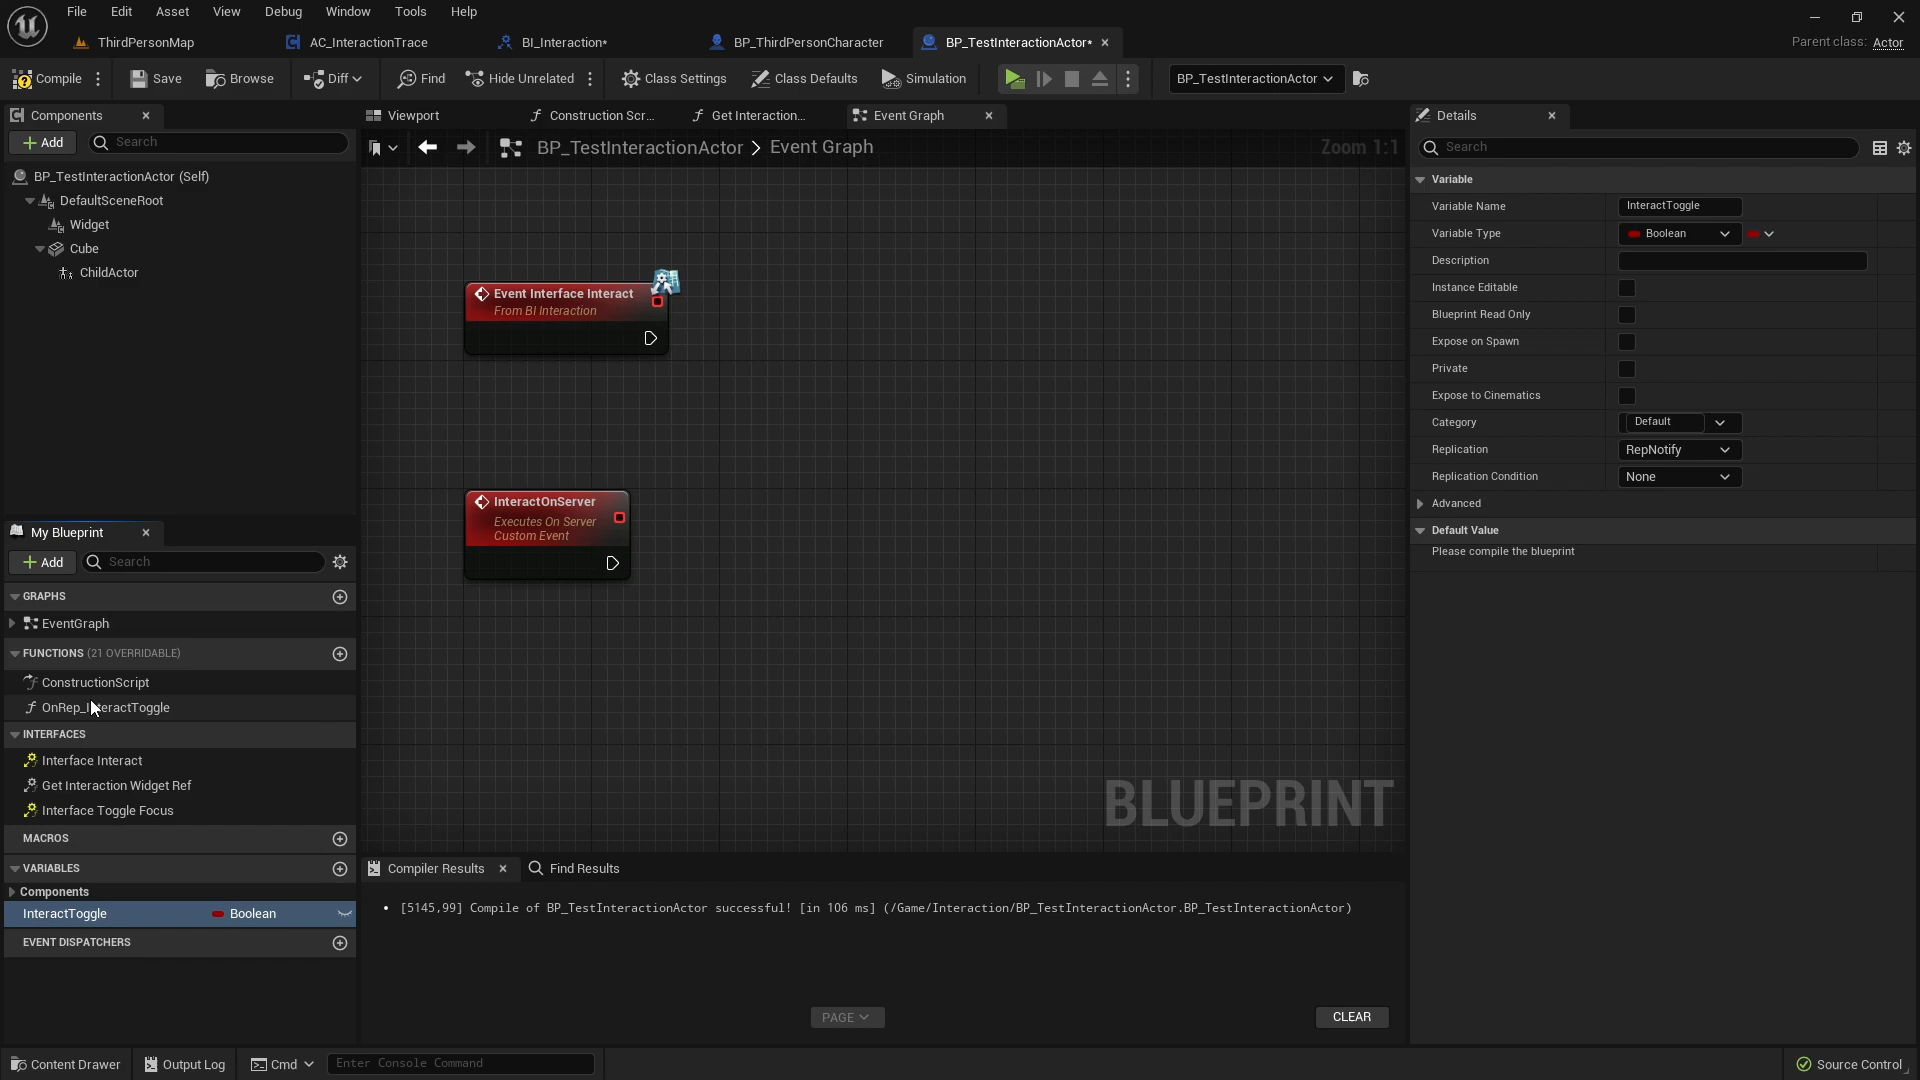 File Edit Asset View Debug Window Tools Help
ThirdPersonMap AC_InteractionTrace BI_Interaction* BP_ThirdPersonCharacter BP_TestInteractionActor* Parent class: Actor
Compile Save Browse Diff Find Hide Unrelated Class Settings Class Defaults Simulation BP_TestInteractionActor
Components
Add Search
BP_TestInteractionActor (Self)
DefaultSceneRoot
Widget
Cube
ChildActor
My Blueprint
Add Search
GRAPHS
EventGraph
FUNCTIONS (21 OVERRIDABLE)
ConstructionScript
INTERFACES
Interface Interact
Get Interaction Widget Ref
Interface Toggle Focus
MACROS
VARIABLES
Components
InteractToggle Boolean
EVENT DISPATCHERS
Viewport Construction Scr... Get Interaction... Event Graph
BP_TestInteractionActor > Event Graph Zoom 1:1
Event Interface Interact
From BI Interaction
InteractOnServer
Executes On Server
Custom Event
BLUEPRINT
Compiler Results Find Results
[5145,99] Compile of BP_TestInteractionActor successful! [in 106 ms] (/Game/Interaction/BP_TestInteractionActor.BP_TestInteractionActor)
PAGE CLEAR
Details
Search
Variable
Variable Name InteractToggle
Variable Type Boolean
Description
Instance Editable
Blueprint Read Only
Expose on Spawn
Private
Expose to Cinematics
Category Default
Replication RepNotify
Replication Condition None
Advanced
Default Value
Please compile the blueprint
Content Drawer Output Log Cmd Enter Console Command Source Control